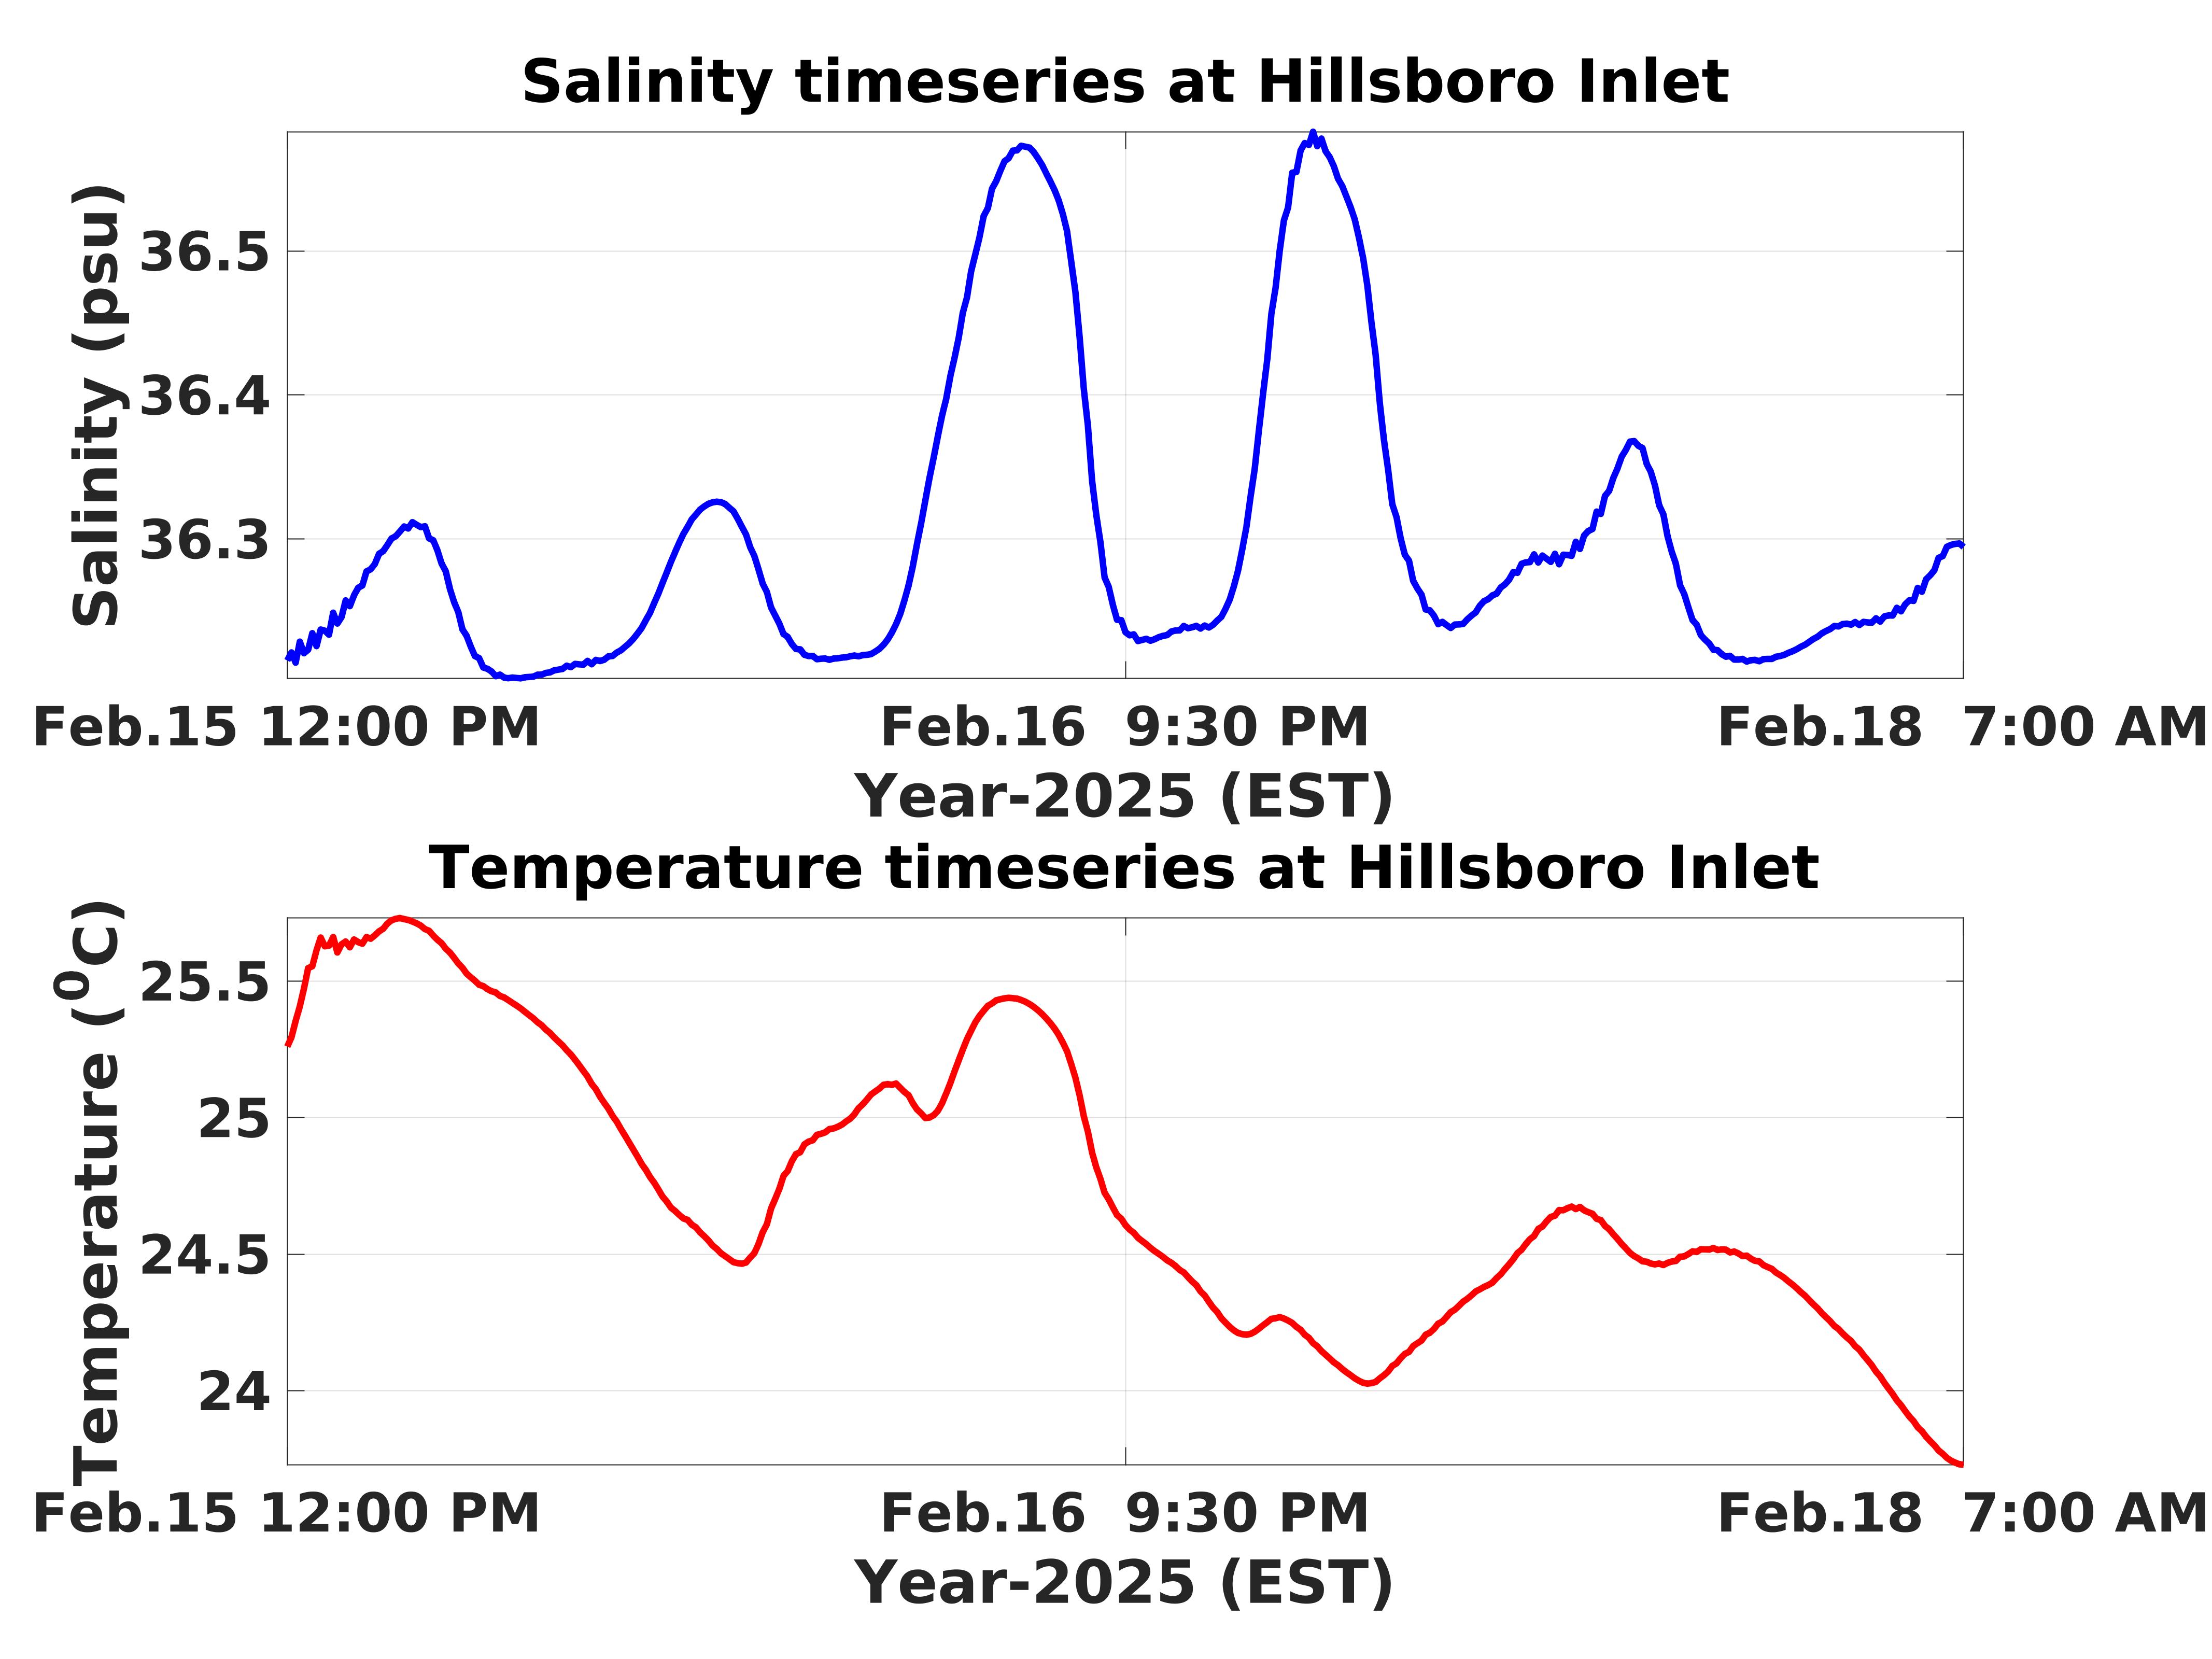 Salinity timeseries at Hillsboro Inlet
Salinity (psu)
36.5
36.4
36.3
Feb.15 12:00 PM Feb.16 9:30 PM Feb.18 7:00 AM
Year-2025 (EST)
Temperature timeseries at Hillsboro Inlet
Temperature (⁰C)
25.5
25
24.5
24
Feb.15 12:00 PM Feb.16 9:30 PM Feb.18 7:00 AM
Year-2025 (EST)